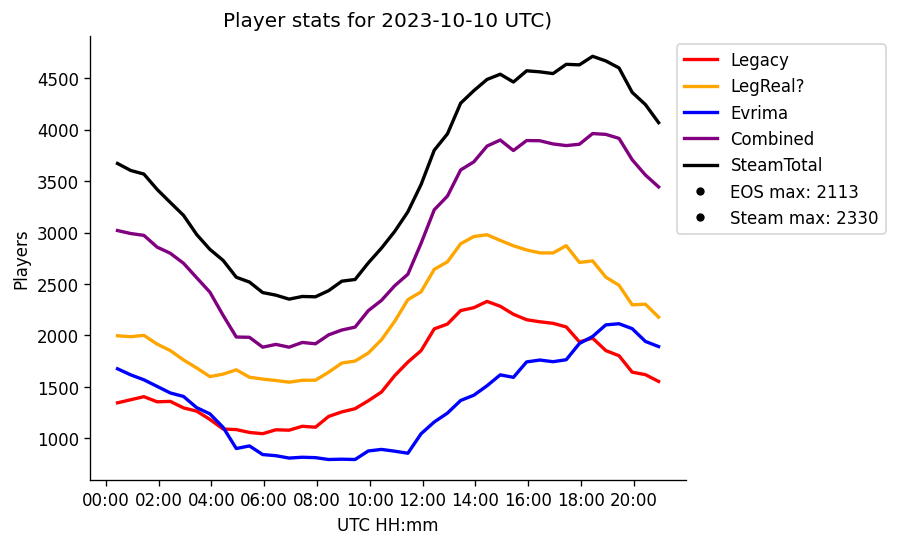 Player stats for 2023-10-10 UTC)
Legacy
LegReal?
Evrima
Combined
SteamTotal
EOS max: 2113
Steam max: 2330
Players
4500
4000
3500
3000
2500
2000
1500
1000
00:00 02:00 04:00 06:00 08:00 10:00 12:00 14:00 16:00 18:00 20:00
UTC HH:mm